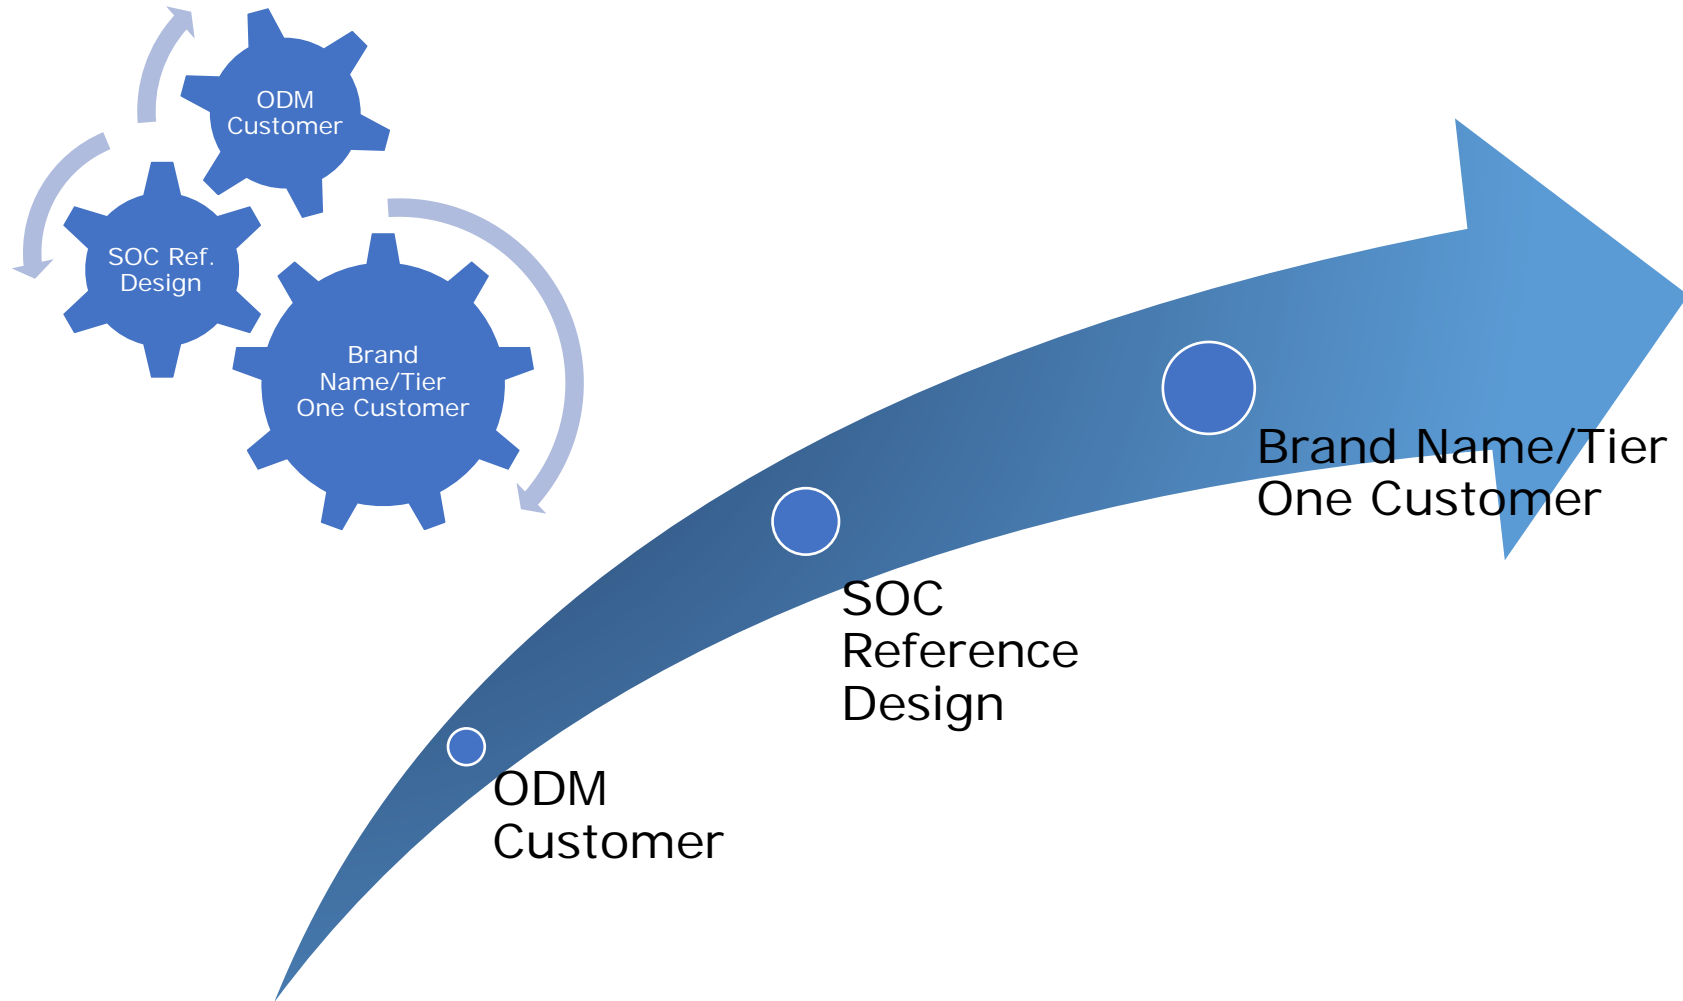 ODM
Customer
SOC Ref.
Design
Brand
Name/Tier
One Customer
Brand Name/Tier
One Customer
SOC
Reference
Design
ODM
Customer